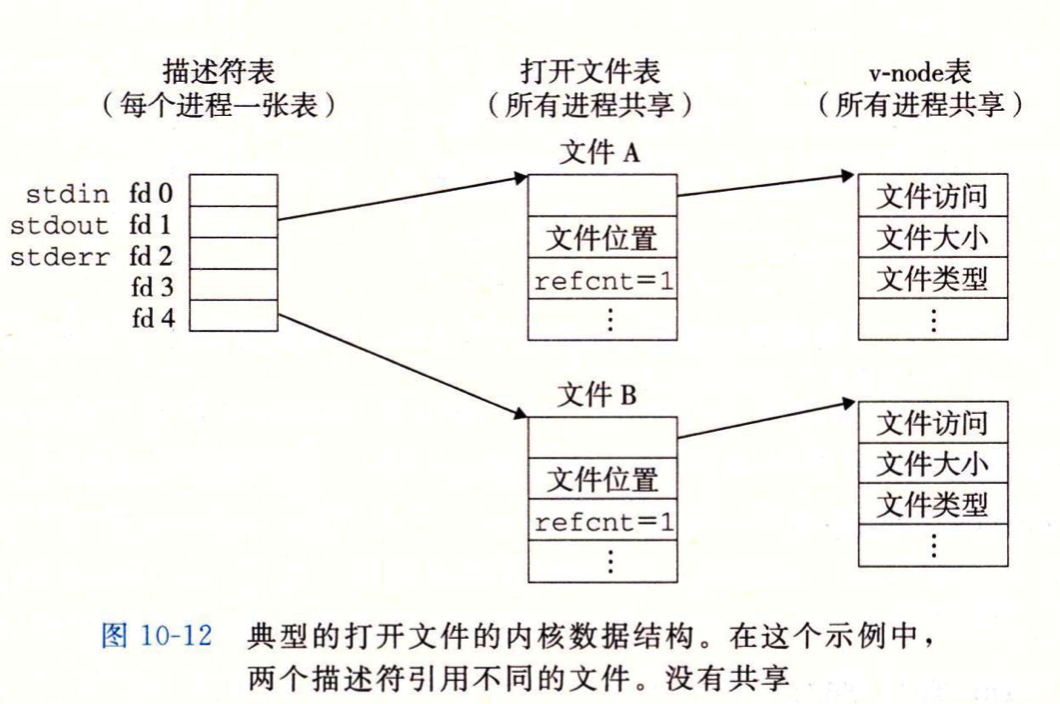 描述符表
(每个进程一张表)
打开文件表
(所有进程共享)
v-node表
(所有进程共享)
stdin fd 0
stdout fd 1
stderr fd 2
fd 3
fd 4
文件 A
文件位置
refcnt=1
⋮
文件访问
文件大小
文件类型
⋮
文件 B
文件位置
refcnt=1
⋮
文件访问
文件大小
文件类型
⋮
图 10-12 典型的打开文件的内核数据结构。在这个示例中,
两个描述符引用不同的文件。没有共享